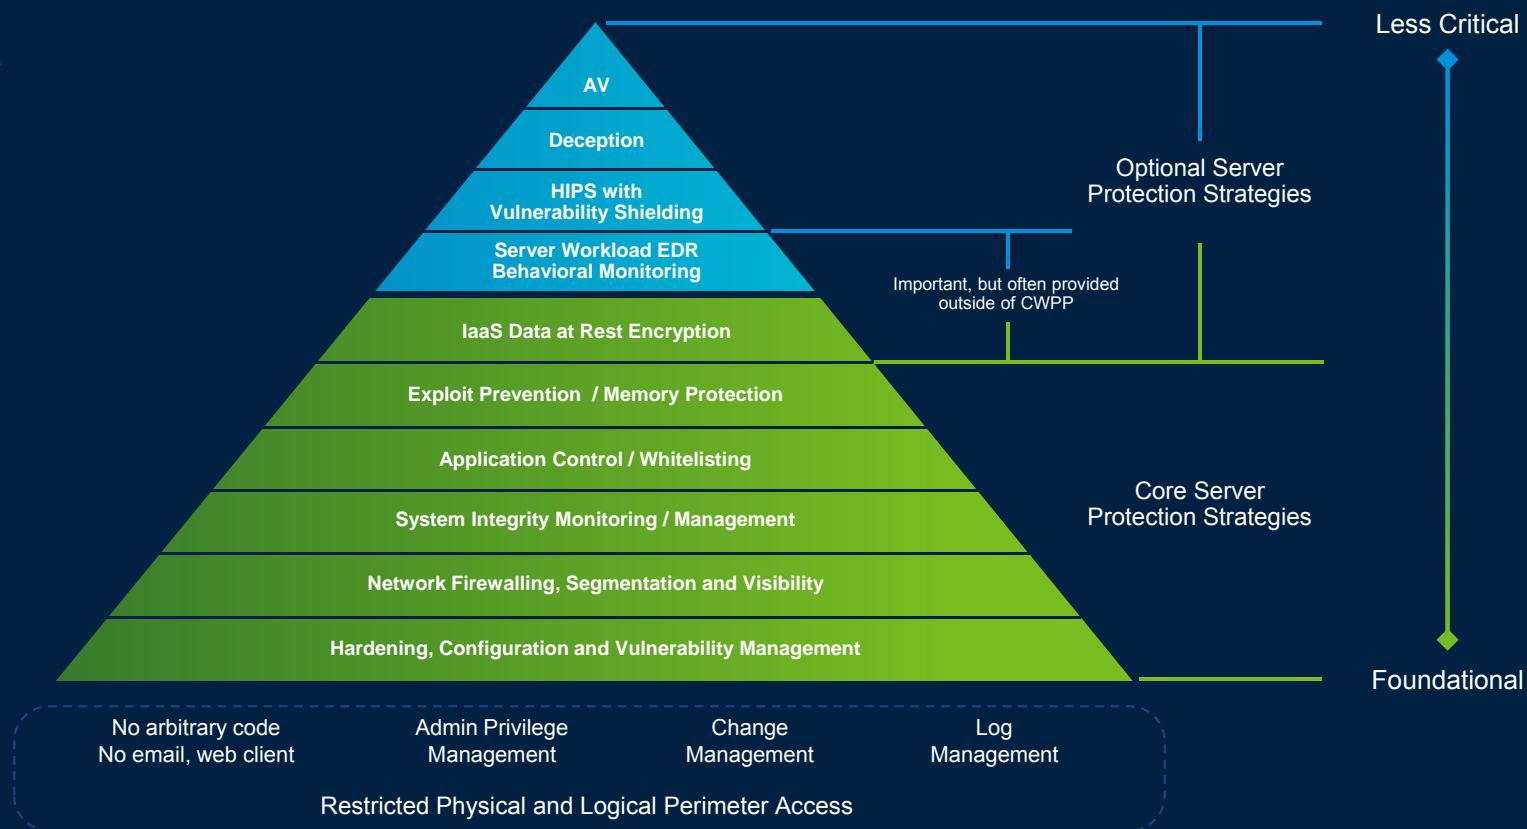 Less Critical
AV
Deception
HIPS with
Vulnerability Shielding
Server Workload EDR
Behavioral Monitoring
IaaS Data at Rest Encryption
Exploit Prevention / Memory Protection
Application Control / Whitelisting
System Integrity Monitoring / Management
Network Firewalling, Segmentation and Visibility
Hardening, Configuration and Vulnerability Management
Optional Server
Protection Strategies
Important, but often provided
outside of CWPP
Core Server
Protection Strategies
Foundational
No arbitrary code
No email, web client
Admin Privilege
Management
Change
Management
Log
Management
Restricted Physical and Logical Perimeter Access